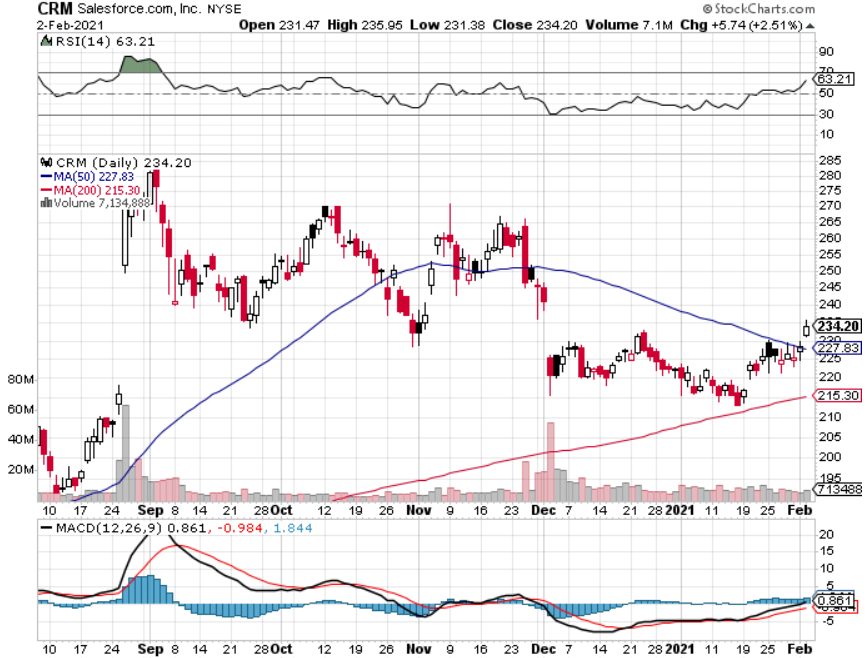 CRM Salesforce.com, Inc. NYSE
© StockCharts.com
2-Feb-2021
Open 231.47 High 235.95 Low 231.38 Close 234.20 Volume 7.1M Chg +5.74 (+2.51%)
RSI(14) 63.21
90
70
63.21
50
30
10
CRM (Daily) 234.20
MA(50) 227.83
MA(200) 215.30
Volume 7,134,888
285
280
275
270
265
260
255
250
245
240
234.20
230
227.83
225
220
215.30
210
205
200
195
7134888
80M
60M
40M
20M
10 17 24 Sep 8 14 21 28 Oct 12 19 26 Nov 9 16 23 Dec 7 14 21 28 2021 11 19 25 Feb
MACD(12,26,9) 0.861, -0.984, 1.844
20
15
10
5
0.861
-5
10 17 24 Sep 8 14 21 28 Oct 12 19 26 Nov 9 16 23 Dec 7 14 21 28 2021 11 19 25 Feb